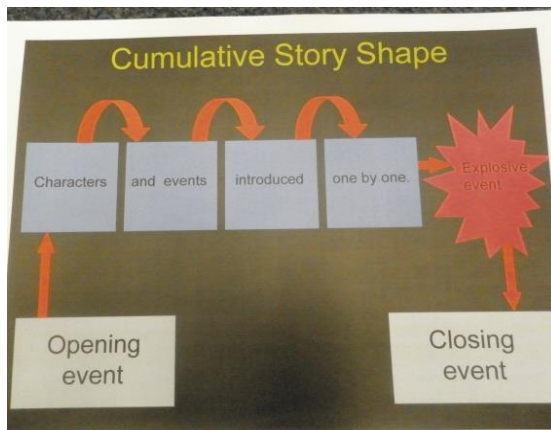 Cumulative Story Shape
Characters
and events
introduced
one by one.
Explosive
event
Opening
event
Closing
event